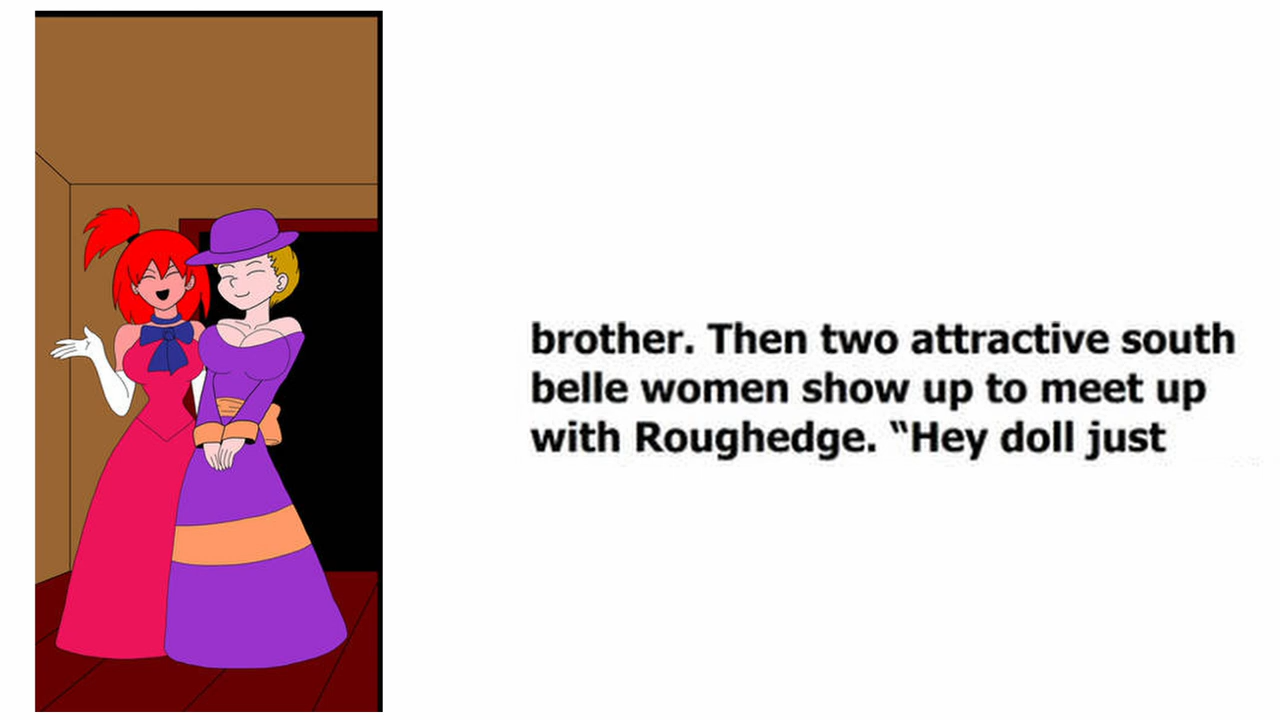 brother. Then two attractive south
belle women show up to meet up
with Roughedge. “Hey doll just